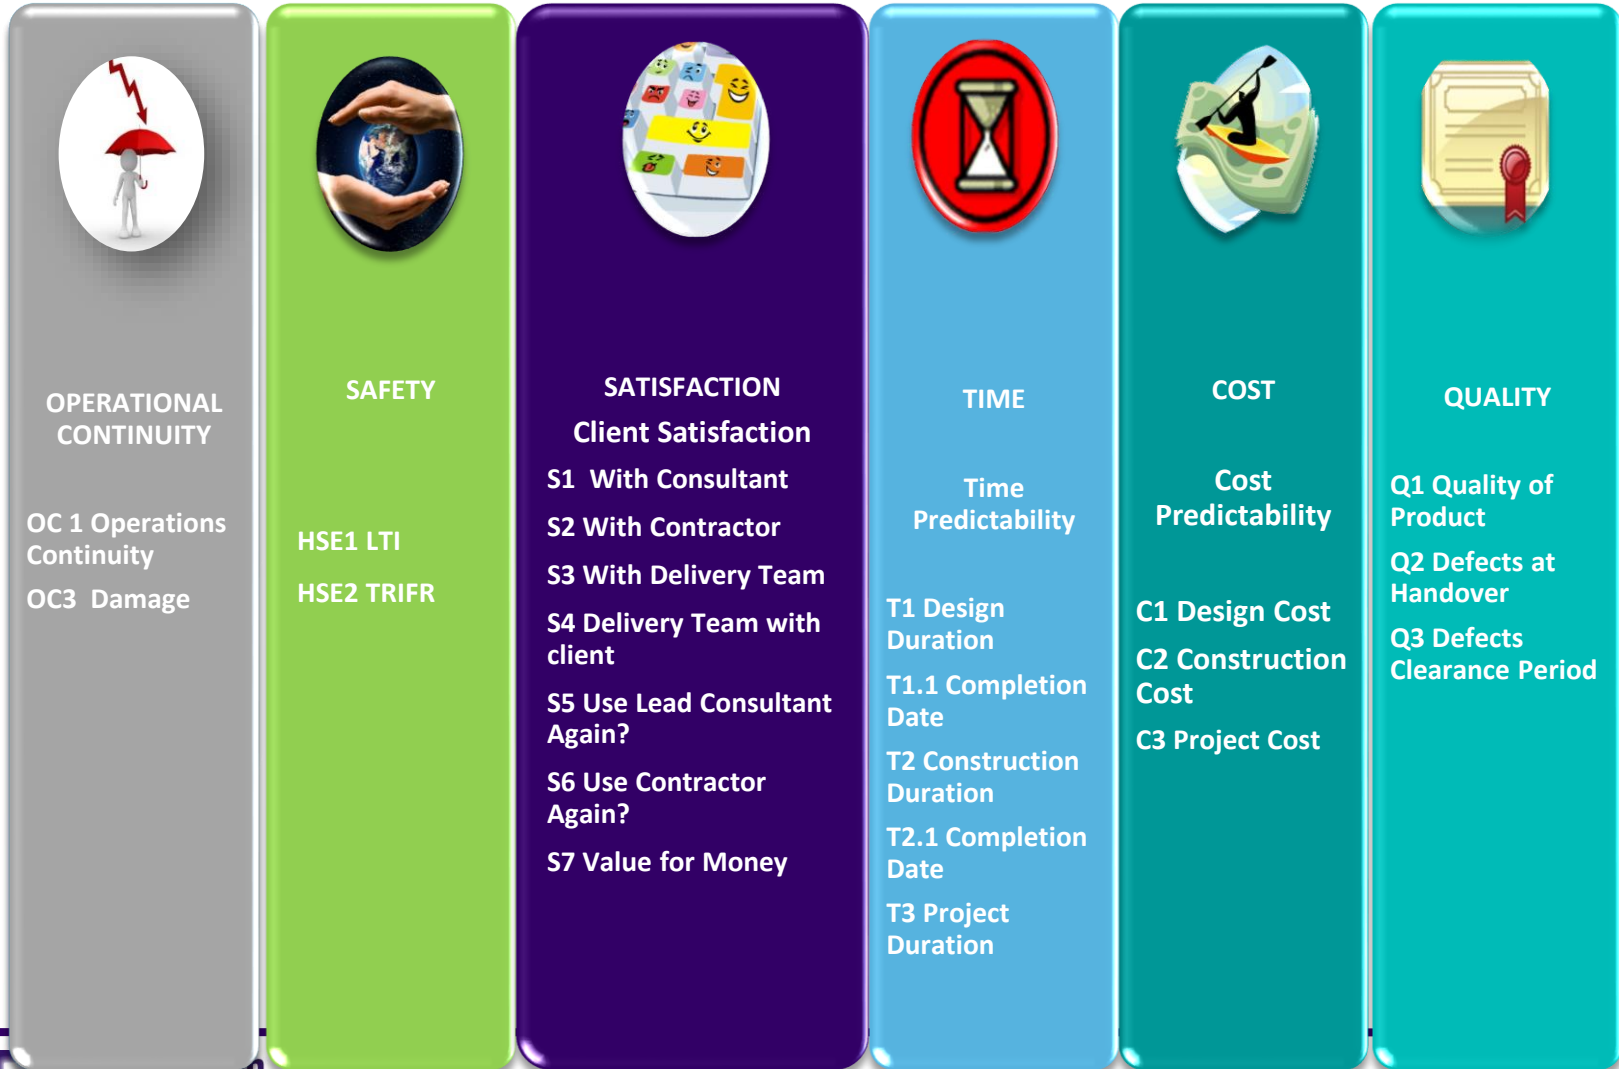 OPERATIONAL
CONTINUITY
OC 1 Operations
Continuity
OC3  Damage
SAFETY
HSE1 LTI
HSE2 TRIFR
SATISFACTION
Client Satisfaction
S1  With Consultant
S2 With Contractor
S3 With Delivery Team
S4 Delivery Team with
client
S5 Use Lead Consultant
Again?
S6 Use Contractor
Again?
S7 Value for Money
TIME
Time
Predictability
T1 Design
Duration
T1.1 Completion
Date
T2 Construction
Duration
T2.1 Completion
Date
T3 Project
Duration
COST
Cost
Predictability
C1 Design Cost
C2 Construction
Cost
C3 Project Cost
QUALITY
Q1 Quality of
Product
Q2 Defects at
Handover
Q3 Defects
Clearance Period